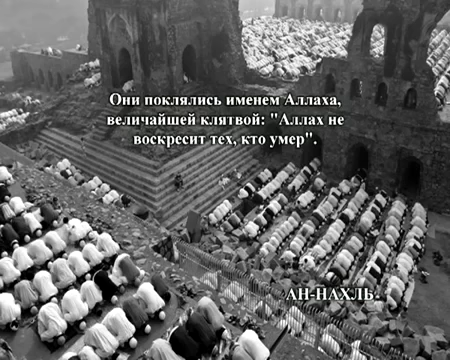 Они поклялись именем Аллаха,
величайшей клятвой: "Аллах не
воскресит тех, кто умер".
АН-НАХЛЬ